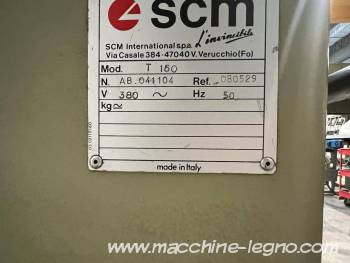 scm
SCM International s.p.a. L'invincibile
Via Casale 384-47040 V. Verucchio (Fo)
Mod. T 160
N. AB.041104 Ref. 080529
V 380 ~ Hz 50
kg≃
made in Italy
www.macchine-legno.com